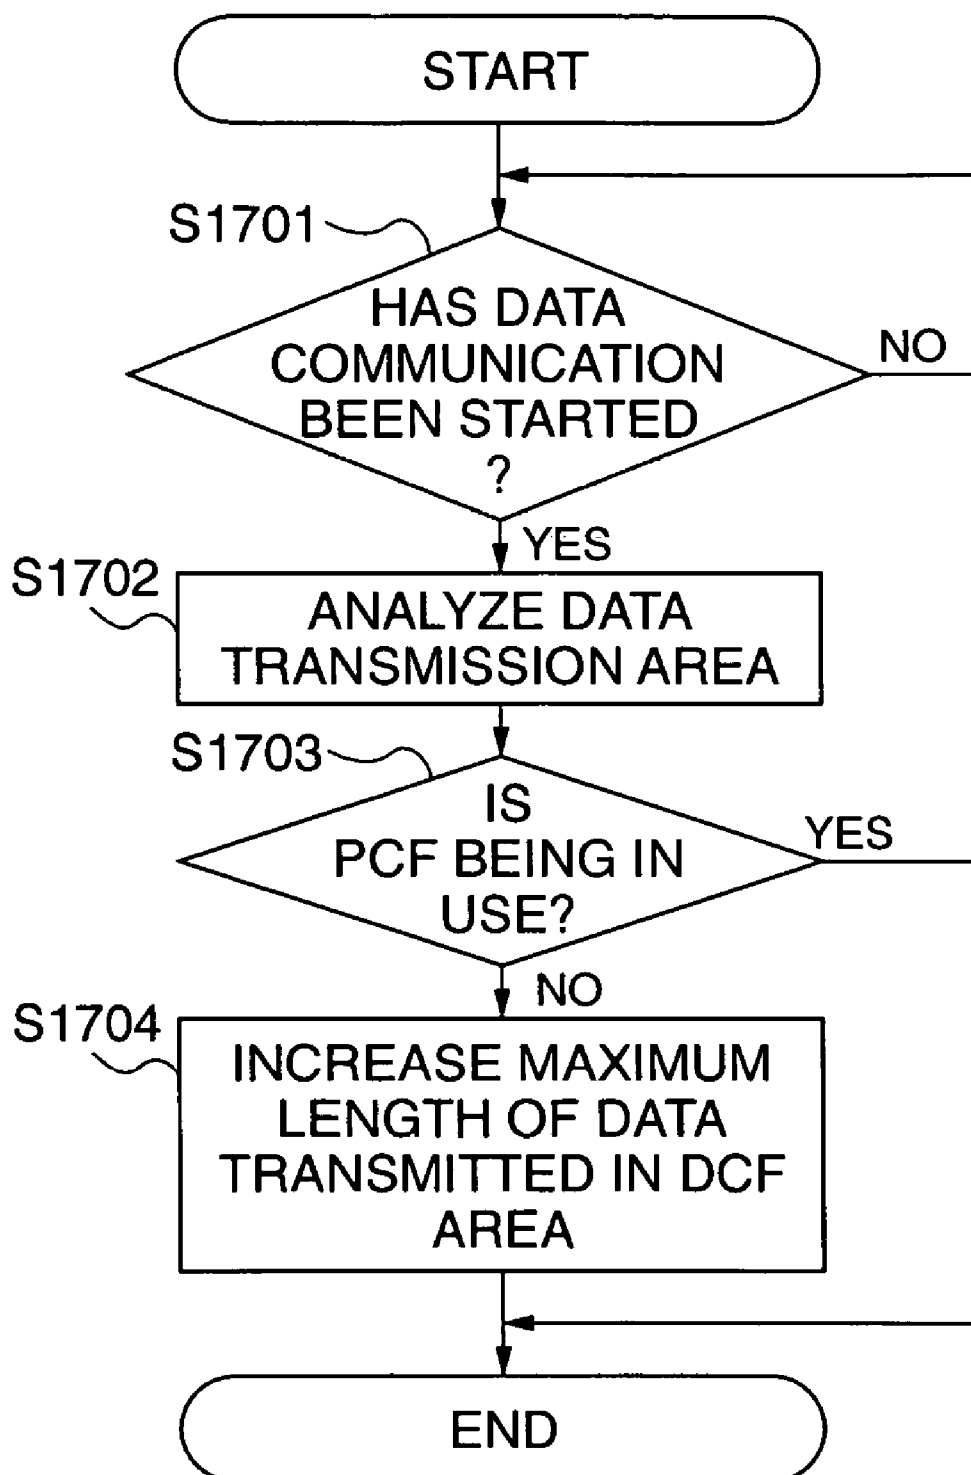 START
S1701
HAS DATA
COMMUNICATION
BEEN STARTED
?
NO
YES
S1702
ANALYZE DATA
TRANSMISSION AREA
S1703
IS
PCF BEING IN
USE?
YES
NO
S1704
INCREASE MAXIMUM
LENGTH OF DATA
TRANSMITTED IN DCF
AREA
END